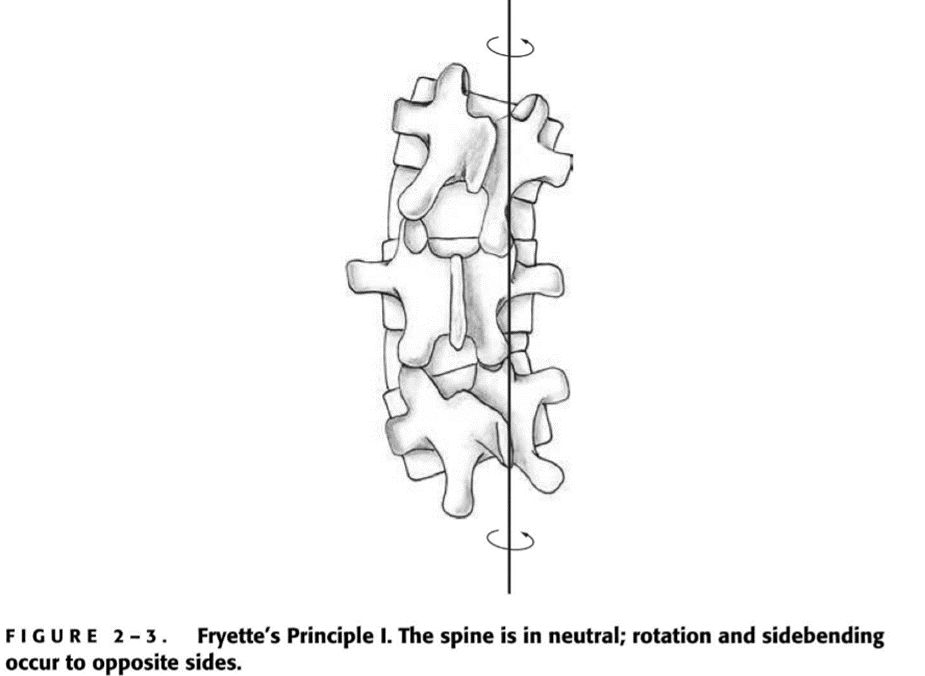 FIGURE 2–3. Fryette's Principle I. The spine is in neutral; rotation and sidebending
occur to opposite sides.